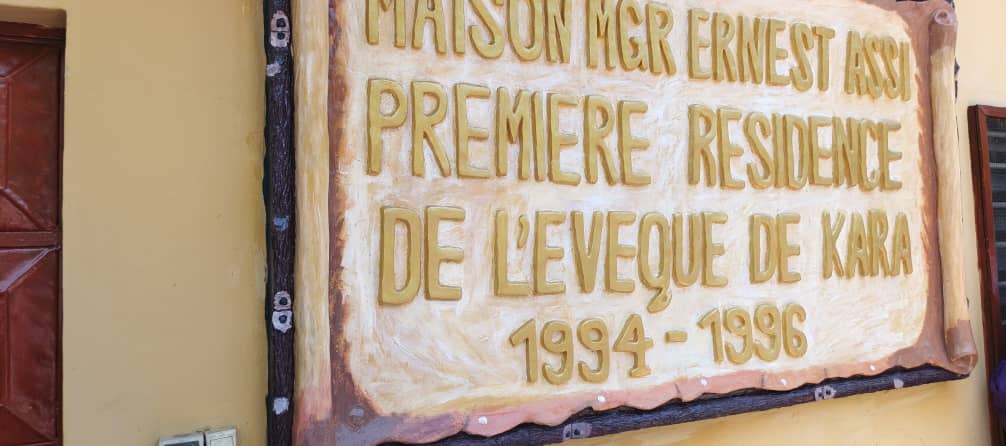 MAISON MGR ERNEST ASSI
PREMIERE RESIDENCE
DE L'EVEQUE DE KARA
1994 - 1996